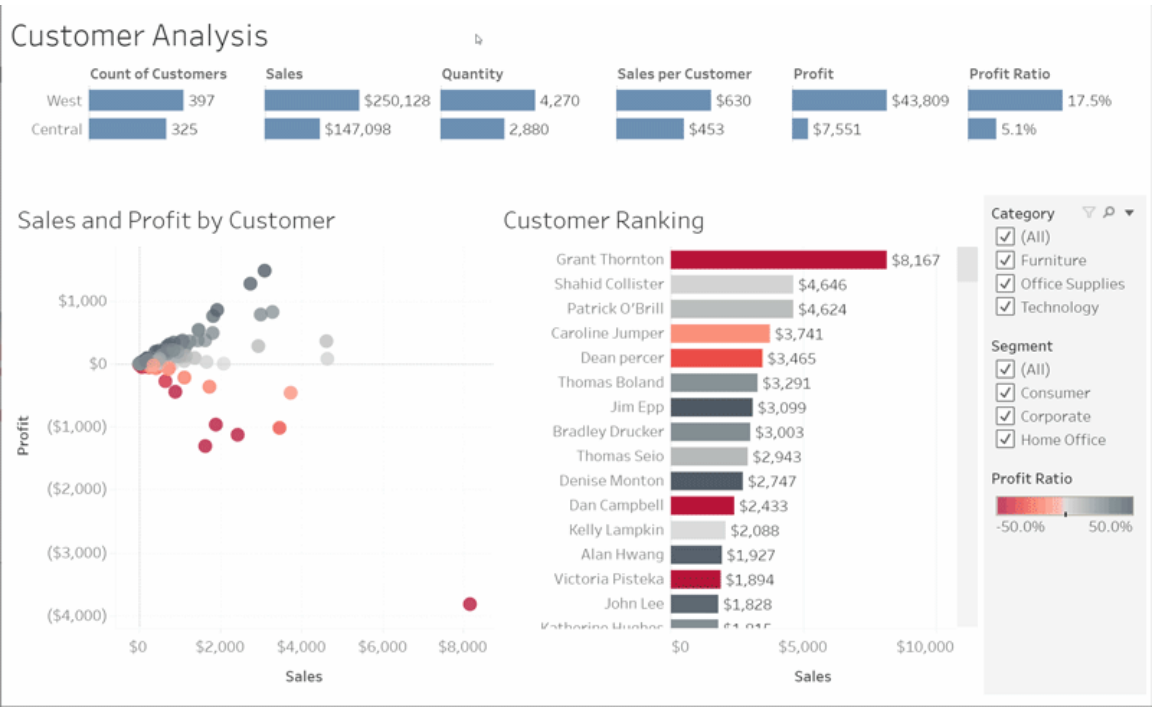 Customer Analysis
Count of Customers Sales Quantity Sales per Customer Profit Profit Ratio
West 397 $250,128 4,270 $630 $43,809 17.5%
Central 325 $147,098 2,880 $453 $7,551 5.1%
Sales and Profit by Customer
$1,000
$0
($1,000)
($2,000)
($3,000)
($4,000)
Profit
$0 $2,000 $4,000 $6,000 $8,000
Sales
Customer Ranking
Grant Thornton $8,167
Shahid Collister $4,646
Patrick O'Brill $4,624
Caroline Jumper $3,741
Dean percer $3,465
Thomas Boland $3,291
Jim Epp $3,099
Bradley Drucker $3,003
Thomas Seio $2,943
Denise Monton $2,747
Dan Campbell $2,433
Kelly Lampkin $2,088
Alan Hwang $1,927
Victoria Pisteka $1,894
John Lee $1,828
Katherine Hughes $1,815
$0 $5,000 $10,000
Sales
Category
(All)
Furniture
Office Supplies
Technology
Segment
(All)
Consumer
Corporate
Home Office
Profit Ratio
-50.0% 50.0%